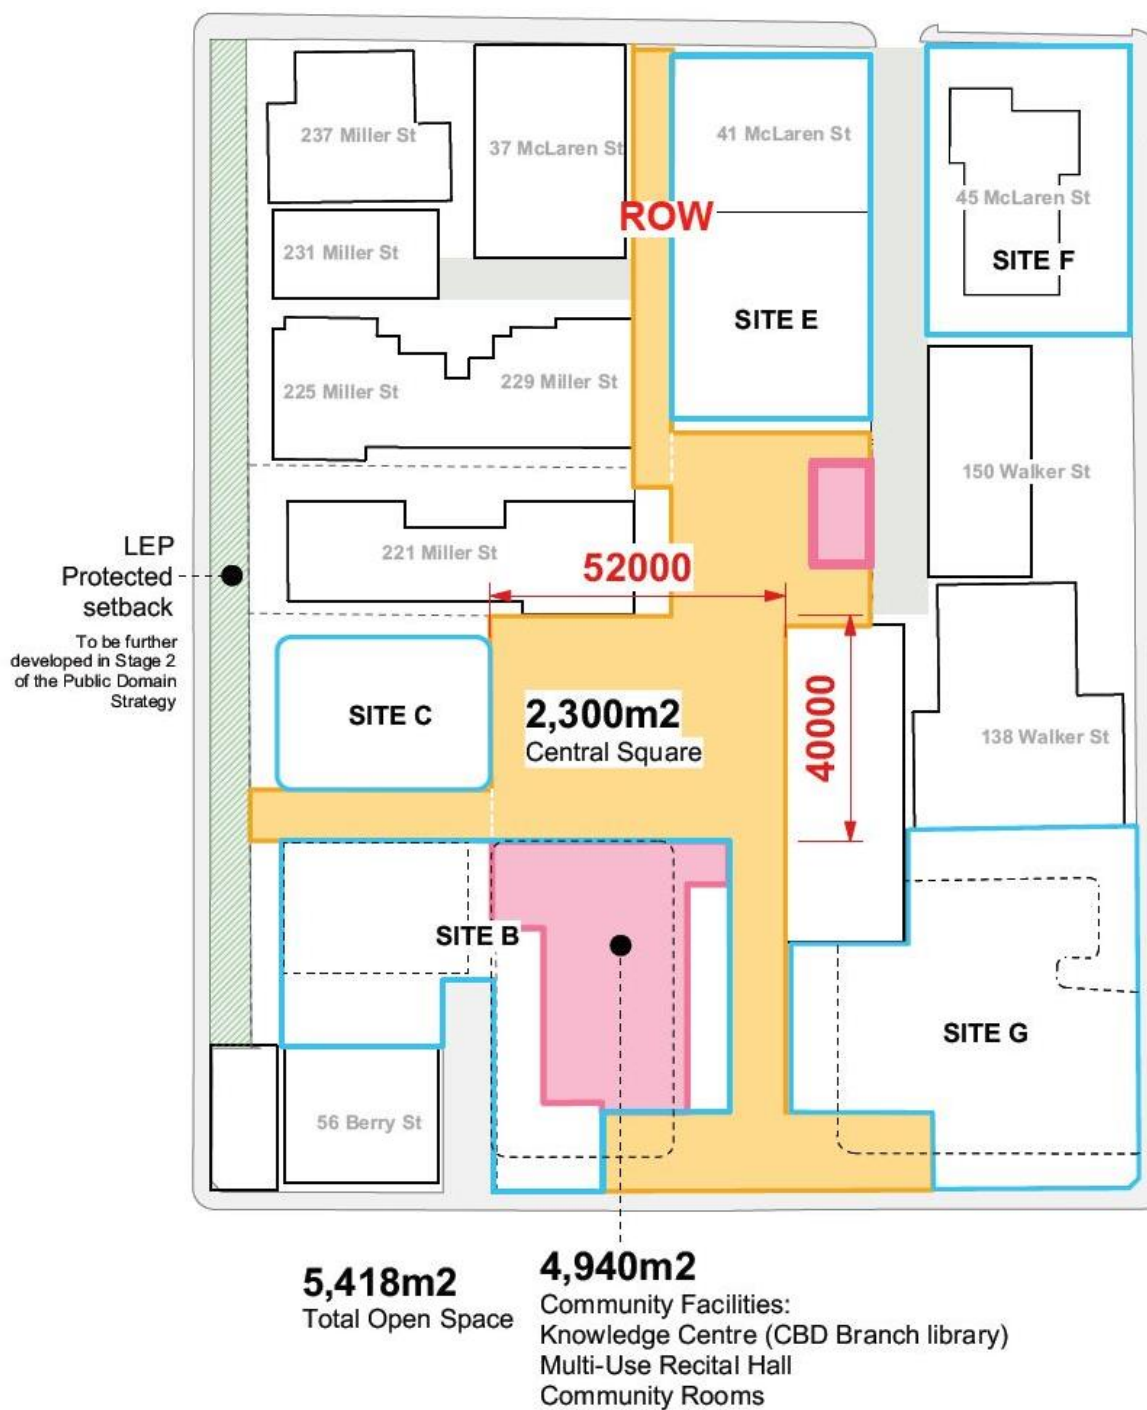 237 Miller St
37 McLaren St
41 McLaren St
45 McLaren St
ROW
231 Miller St
SITE F
SITE E
225 Miller St
229 Miller St
150 Walker St
221 Miller St
52000
LEP
Protected
setback
To be further
developed in Stage 2
of the Public Domain
Strategy
SITE C
2,300m2
Central Square
40000
138 Walker St
SITE B
SITE G
56 Berry St
5,418m2
Total Open Space
4,940m2
Community Facilities:
Knowledge Centre (CBD Branch library)
Multi-Use Recital Hall
Community Rooms